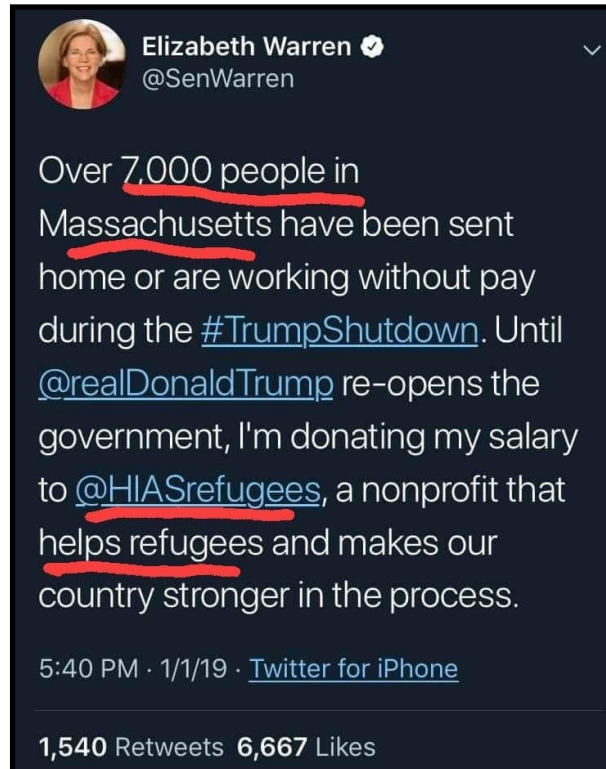 Elizabeth Warren
@SenWarren
Over 7,000 people in
Massachusetts have been sent
home or are working without pay
during the #TrumpShutdown. Until
@realDonaldTrump re-opens the
government, I'm donating my salary
to @HIASrefugees, a nonprofit that
helps refugees and makes our
country stronger in the process.
5:40 PM · 1/1/19 · Twitter for iPhone
1,540 Retweets 6,667 Likes